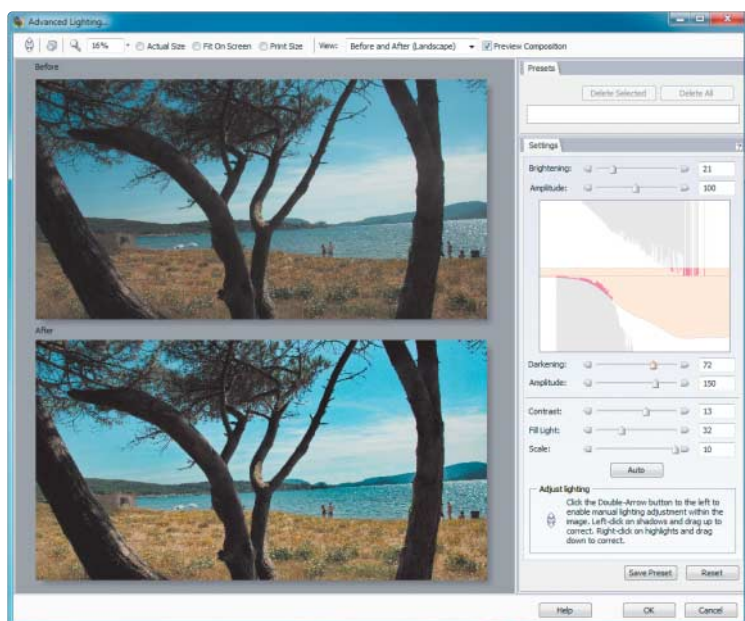 Advanced Lighting...
16% Actual Size Fit On Screen Print Size View: Before and After (Landscape) Preview Composition
Before
After
Presets
Delete Selected Delete All
Settings
Brightening: 21
Amplitude: 100
Darkening: 72
Amplitude: 150
Contrast: 13
Fill Light: 32
Scale: 10
Auto
Adjust lighting
Click the Double-Arrow button to the left to
enable manual lighting adjustment within the
image. Left-click on shadows and drag up to
correct. Right-click on highlights and drag
down to correct.
Save Preset Reset
Help OK Cancel